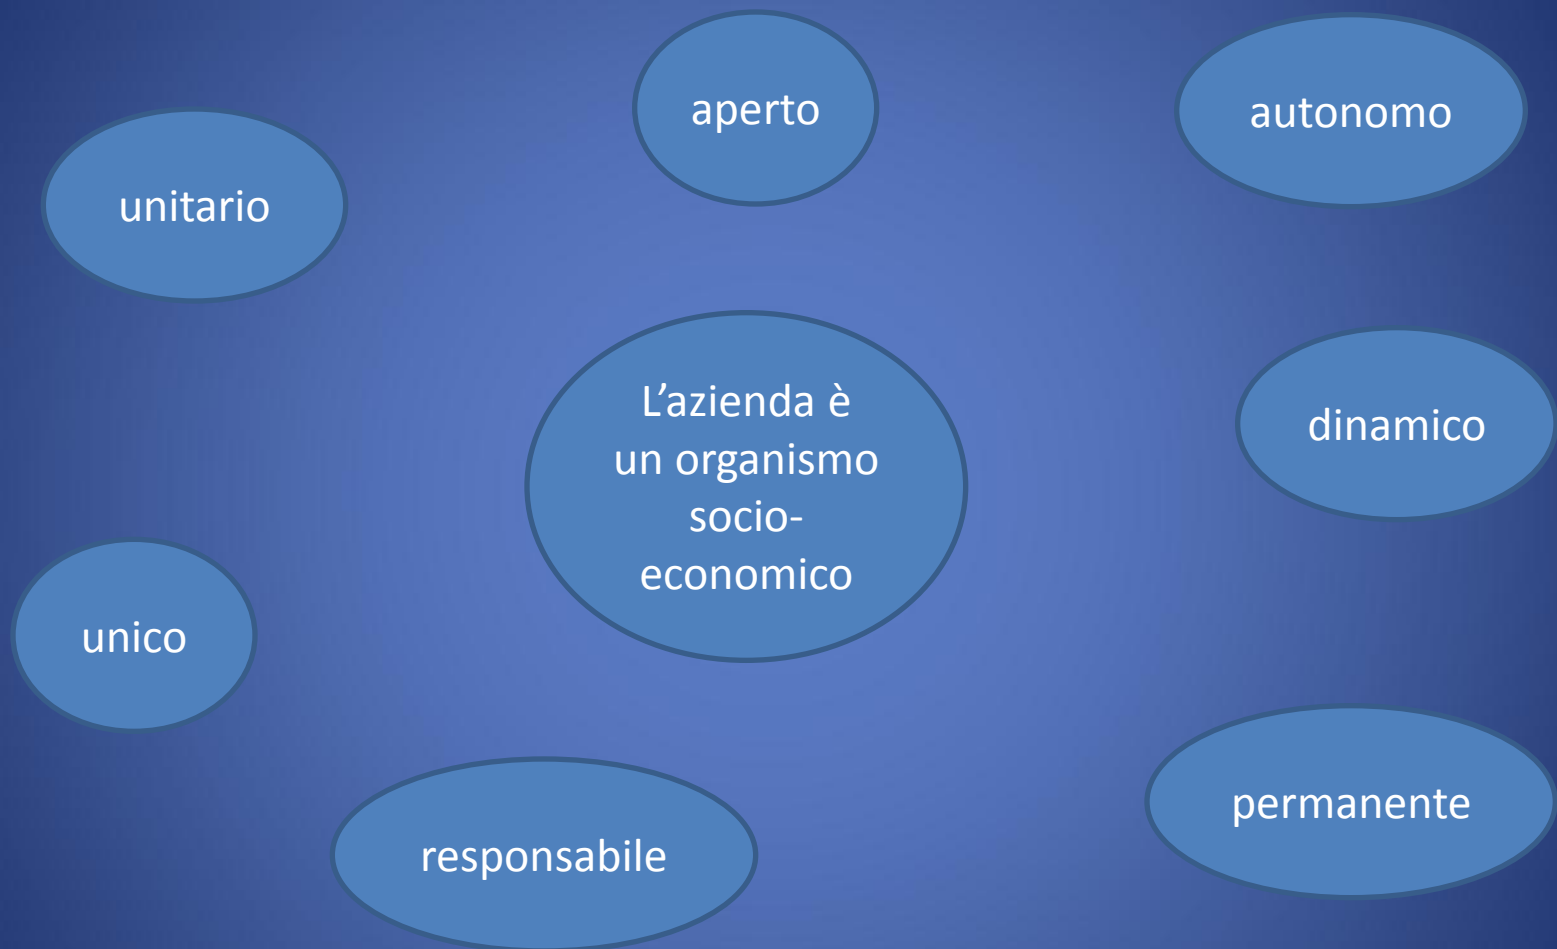 aperto
autonomo
unitario
L’azienda è
un organismo
socio-
economico
dinamico
unico
permanente
responsabile